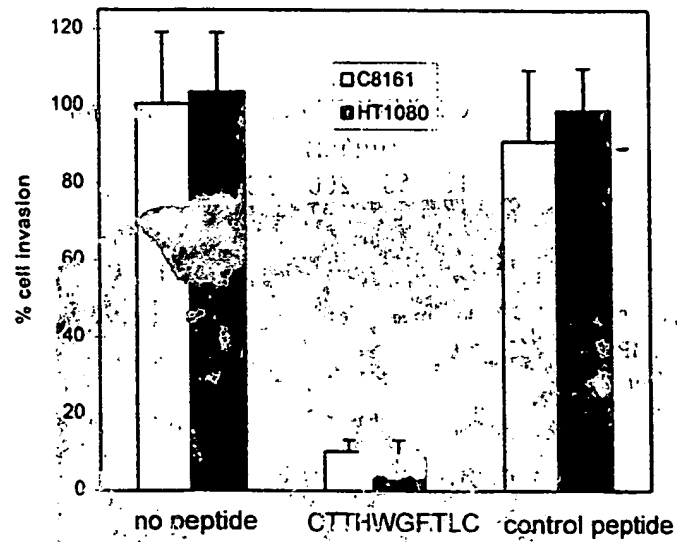 120
100
80
60
40
20
0
% cell invasion
C8161
HT1080
no peptide CTTHWGFTLC control peptide